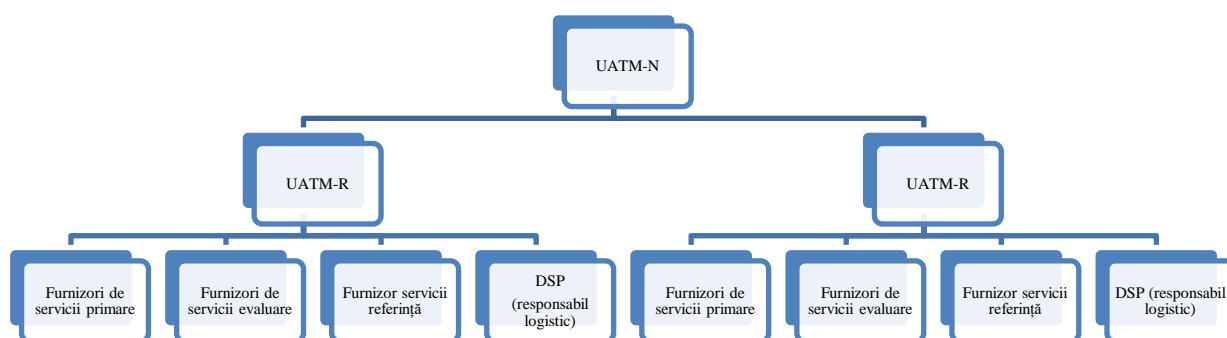 UATM-N
UATM-R
UATM-R
Furnizori de
servicii primare
Furnizori de
servicii evaluare
Furnizor servicii
referință
DSP
(responsabil
logistic)
Furnizori de
servicii primare
Furnizori de
servicii evaluare
Furnizor servicii
referință
DSP (responsabil
logistic)